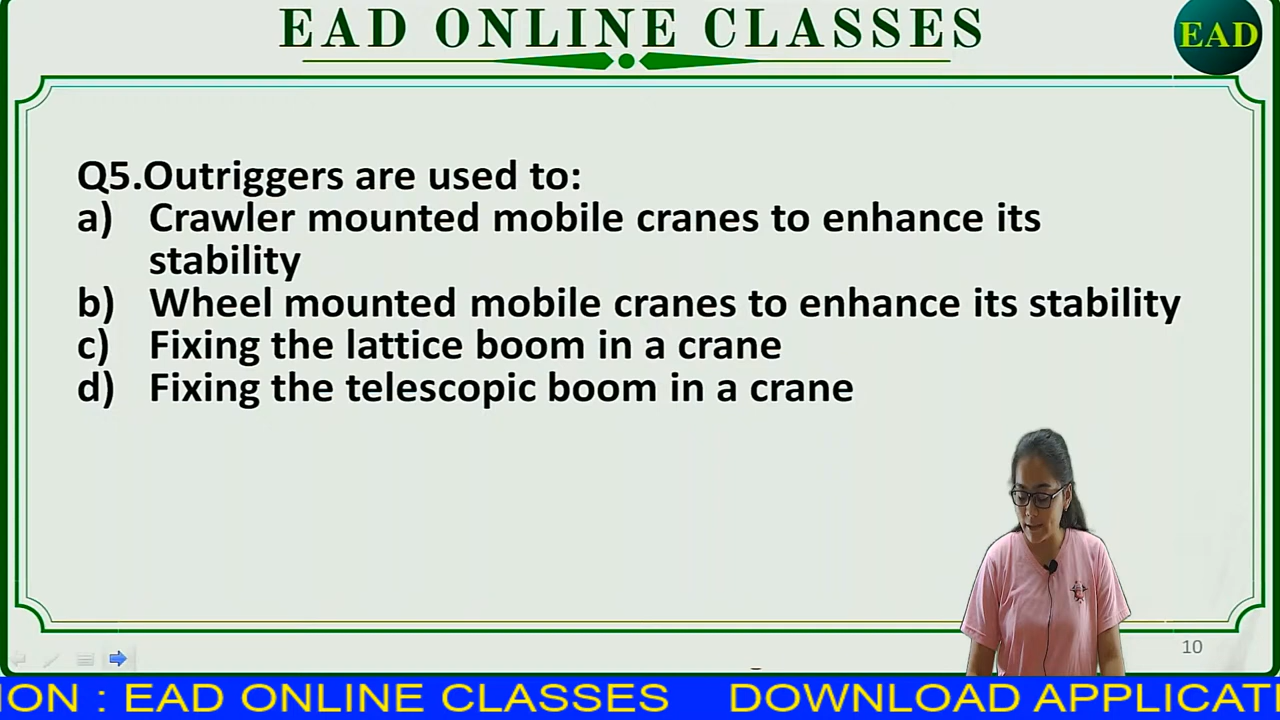 EAD ONLINE CLASSES
EAD
Q5.Outriggers are used to:
a) Crawler mounted mobile cranes to enhance its
stability
b) Wheel mounted mobile cranes to enhance its stability
c) Fixing the lattice boom in a crane
d) Fixing the telescopic boom in a crane
10
ION : EAD ONLINE CLASSES DOWNLOAD APPLICATI